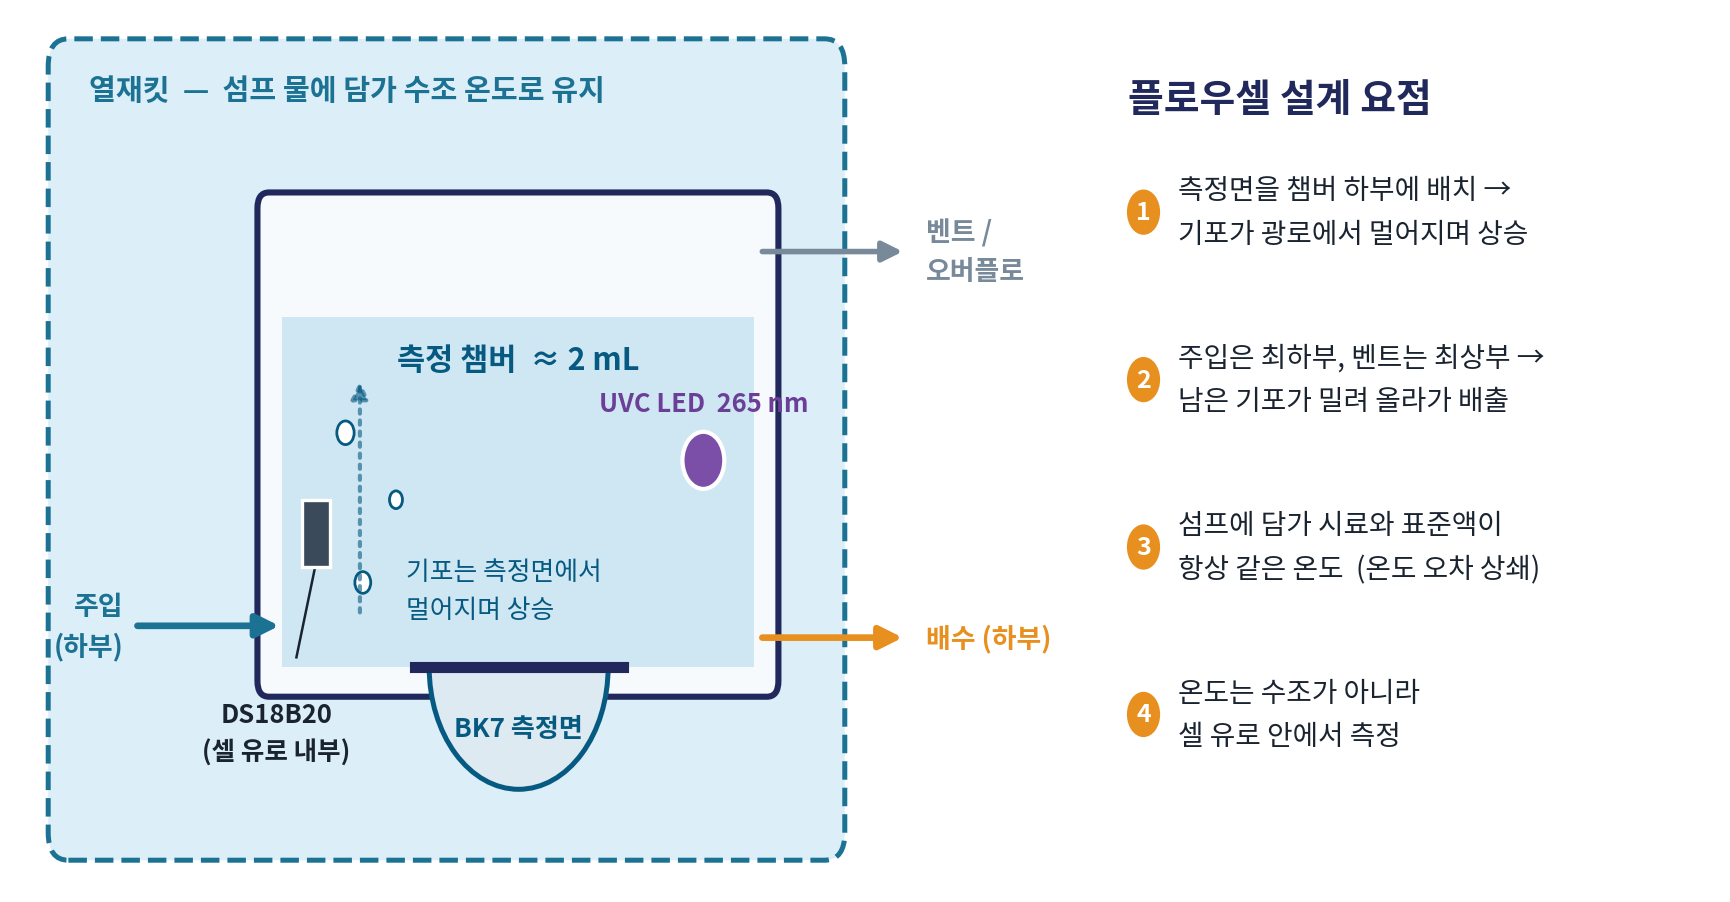 열재킷 — 섬프 물에 담가 수조 온도로 유지
벤트 /
오버플로
측정 챔버 ≈ 2 mL
UVC LED 265 nm
기포는 측정면에서
멀어지며 상승
주입
(하부)
배수 (하부)
DS18B20
(셀 유로 내부)
BK7 측정면
플로우셀 설계 요점
1 측정면을 챔버 하부에 배치 →
기포가 광로에서 멀어지며 상승
2 주입은 최하부, 벤트는 최상부 →
남은 기포가 밀려 올라가 배출
3 섬프에 담가 시료와 표준액이
항상 같은 온도 (온도 오차 상쇄)
4 온도는 수조가 아니라
셀 유로 안에서 측정